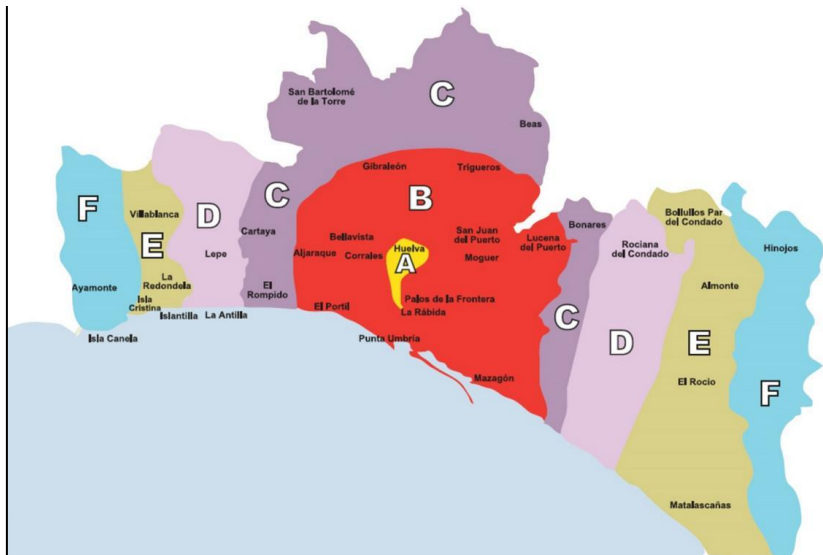 San Bartolomé
de la Torre
C
Beas
Gibraleón
Trigueros
F
Villablanca
D
C
B
Bonares
Bollullos Par
del Condado
E
Lepe
Cartaya
Bellavista
Aljaraque
Corrales
Huelva
A
San Juan
del Puerto
Moguer
Lucena
del Puerto
Rociana
del Condado
Hinojos
Ayamonte
La
Redondela
Isla
Cristina
Islantilla
La Antilla
El
Rompido
El Portil
Palos de la Frontera
La Rábida
Almonte
Isla Canela
Punta Umbría
C
D
E
Mazagón
El Rocio
F
Matalascañas